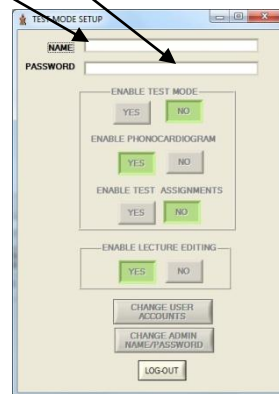 TEST MODE SETUP
NAME
PASSWORD
ENABLE TEST MODE
YES NO
ENABLE PHONOCARDIOGRAM
YES NO
ENABLE TEST ASSIGNMENTS
YES NO
ENABLE LECTURE EDITING
YES NO
CHANGE USER
ACCOUNTS
CHANGE ADMIN
NAME/PASSWORD
LOG-OUT